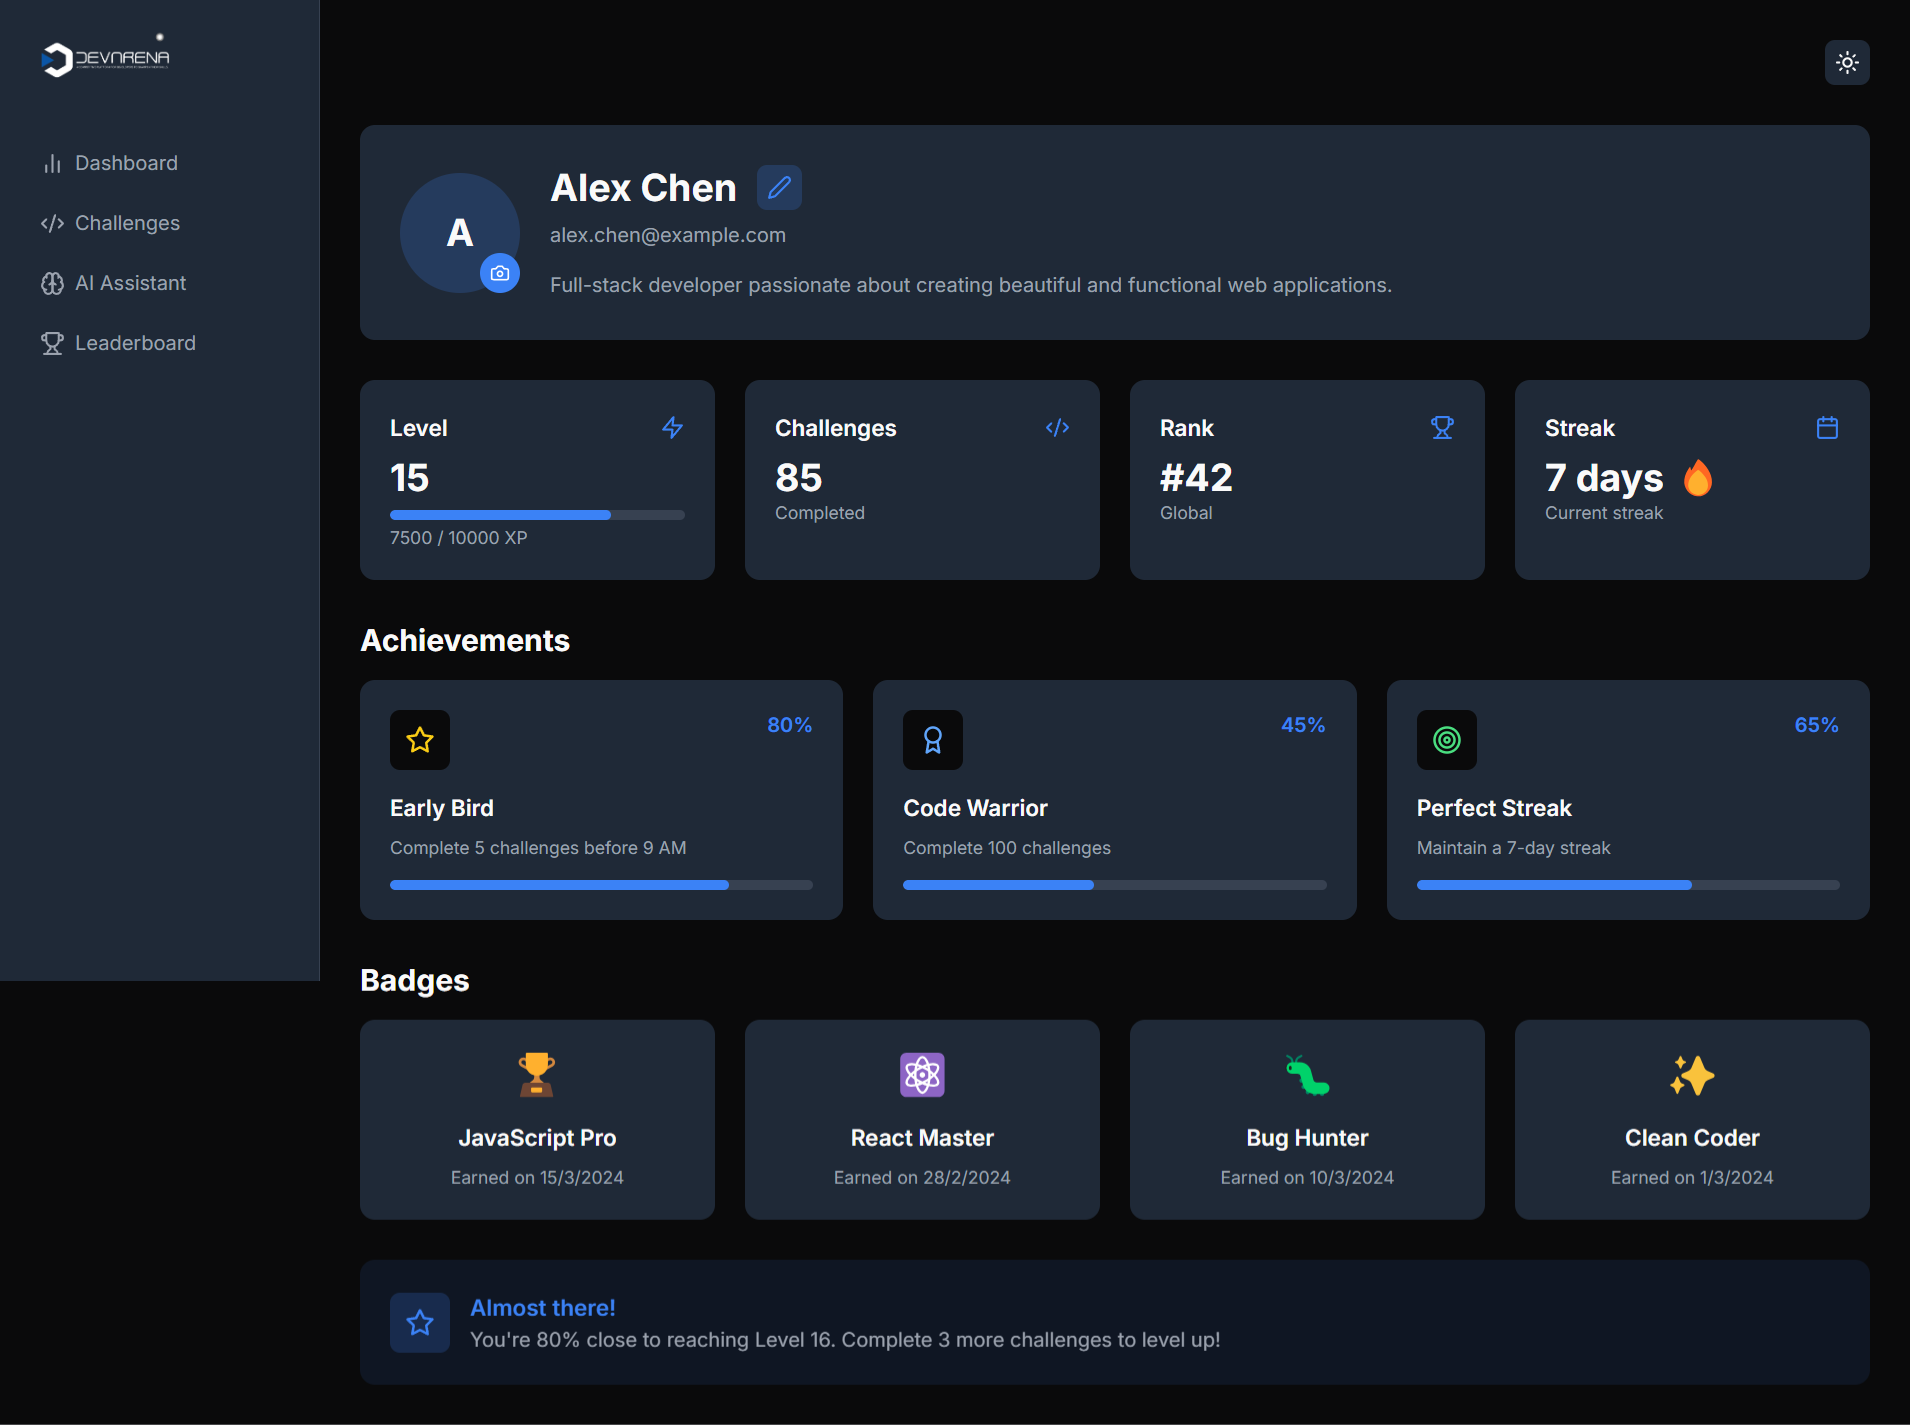 DEVARENA
Dashboard
Challenges
AI Assistant
Leaderboard
Alex Chen
A
alex.chen@example.com
Full-stack developer passionate about creating beautiful and functional web applications.
Level
15
7500 / 10000 XP
Challenges
85
Completed
Rank
#42
Global
Streak
7 days
Current streak
Achievements
80%
Early Bird
Complete 5 challenges before 9 AM
45%
Code Warrior
Complete 100 challenges
65%
Perfect Streak
Maintain a 7-day streak
Badges
JavaScript Pro
Earned on 15/3/2024
React Master
Earned on 28/2/2024
Bug Hunter
Earned on 10/3/2024
Clean Coder
Earned on 1/3/2024
Almost there!
You're 80% close to reaching Level 16. Complete 3 more challenges to level up!